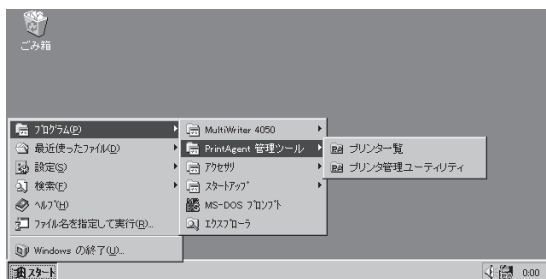 ごみ箱
プログラム(P)
最近使ったファイル(D)
設定(S)
検索(F)
ヘルプ(H)
ファイル名を指定して実行(R)...
Windows の終了(U)...
MultiWriter 4050
PrintAgent 管理ツール
アクセサリ
スタートアップ
MS-DOS プロンプト
エクスプローラ
プリンタ一覧
プリンタ管理ユーティリティ
スタート
0:00